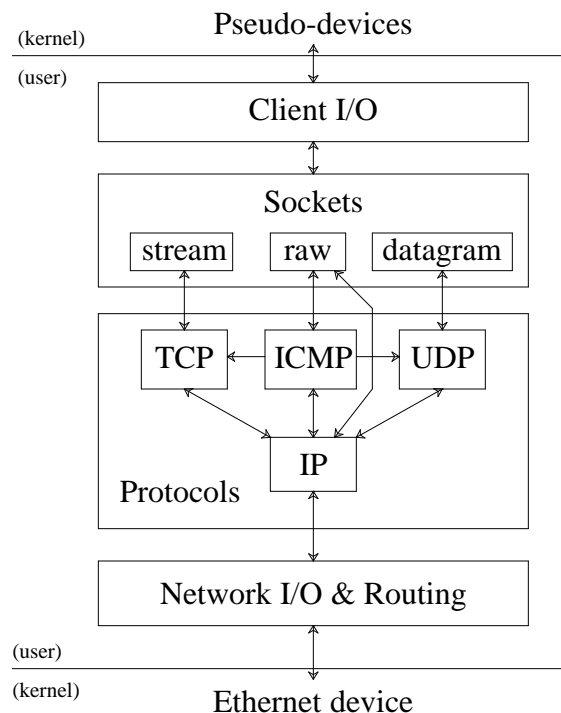 Pseudo-devices
(kernel)
(user)
Client I/O
Sockets
stream raw datagram
TCP ICMP UDP
IP
Protocols
Network I/O & Routing
(user)
(kernel)
Ethernet device